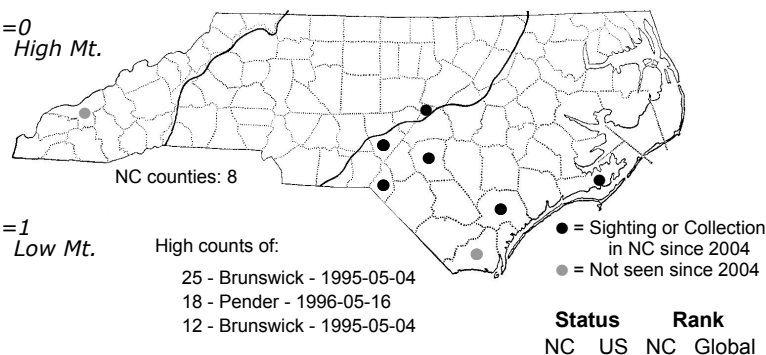 =0
High Mt.
NC counties: 8
=1
Low Mt.
High counts of:
25 - Brunswick - 1995-05-04
18 - Pender - 1996-05-16
12 - Brunswick - 1995-05-04
= Sighting or Collection
in NC since 2004
= Not seen since 2004
Status Rank
NC US NC Global